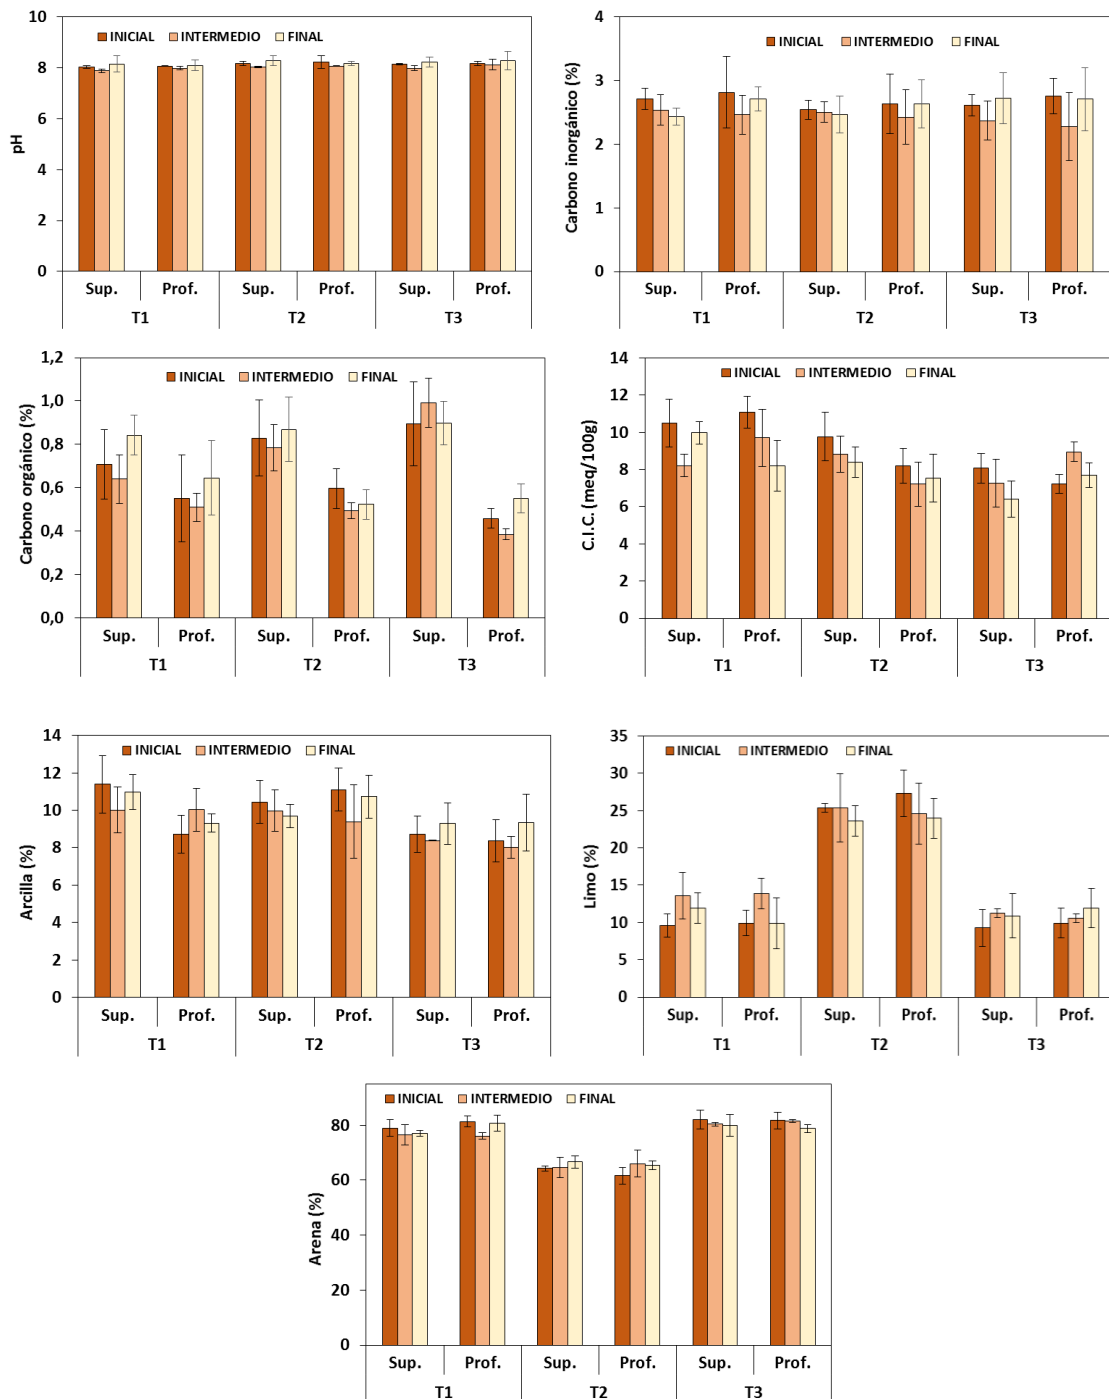 pH
10
8
6
4
2
0
INICIAL INTERMEDIO FINAL
Sup. Prof. Sup. Prof. Sup. Prof.
T1 T2 T3
Carbono inorgánico (%)
4
3
2
1
0
INICIAL INTERMEDIO FINAL
Sup. Prof. Sup. Prof. Sup. Prof.
T1 T2 T3
Carbono orgánico (%)
1,2
1,0
0,8
0,6
0,4
0,2
0,0
INICIAL INTERMEDIO FINAL
Sup. Prof. Sup. Prof. Sup. Prof.
T1 T2 T3
C.I.C. (meq/100g)
14
12
10
8
6
4
2
0
INICIAL INTERMEDIO FINAL
Sup. Prof. Sup. Prof. Sup. Prof.
T1 T2 T3
Arcilla (%)
14
12
10
8
6
4
2
0
INICIAL INTERMEDIO FINAL
Sup. Prof. Sup. Prof. Sup. Prof.
T1 T2 T3
Limo (%)
35
30
25
20
15
10
5
0
INICIAL INTERMEDIO FINAL
Sup. Prof. Sup. Prof. Sup. Prof.
T1 T2 T3
Arena (%)
80
60
40
20
0
INICIAL INTERMEDIO FINAL
Sup. Prof. Sup. Prof. Sup. Prof.
T1 T2 T3